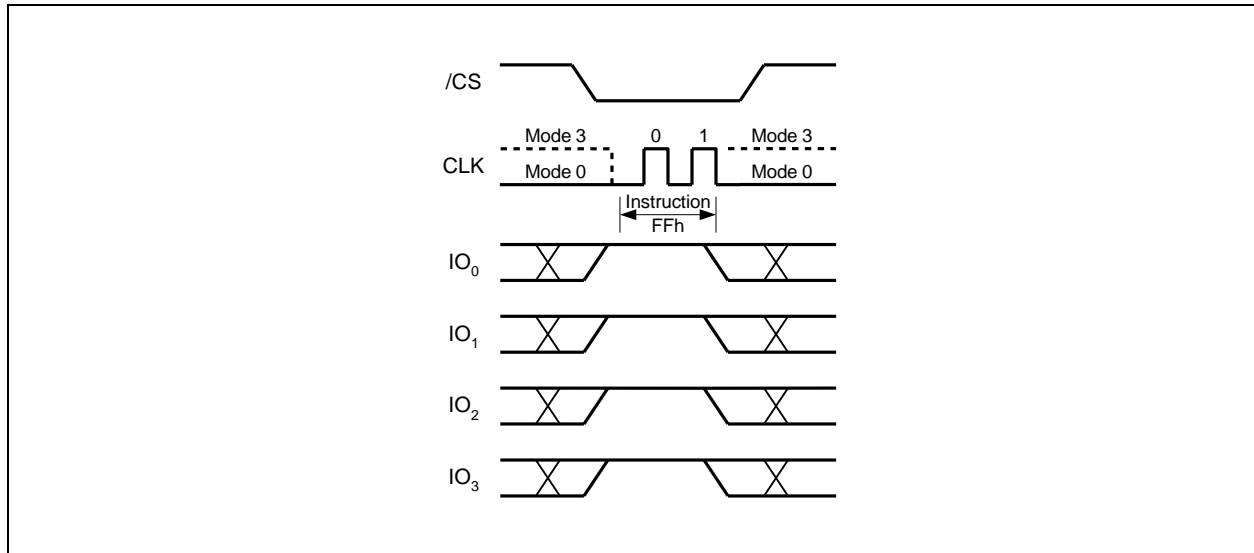 /CS
Mode 3 0 1 Mode 3
CLK
Mode 0 Mode 0
Instruction
FFh
IO0
IO1
IO2
IO3